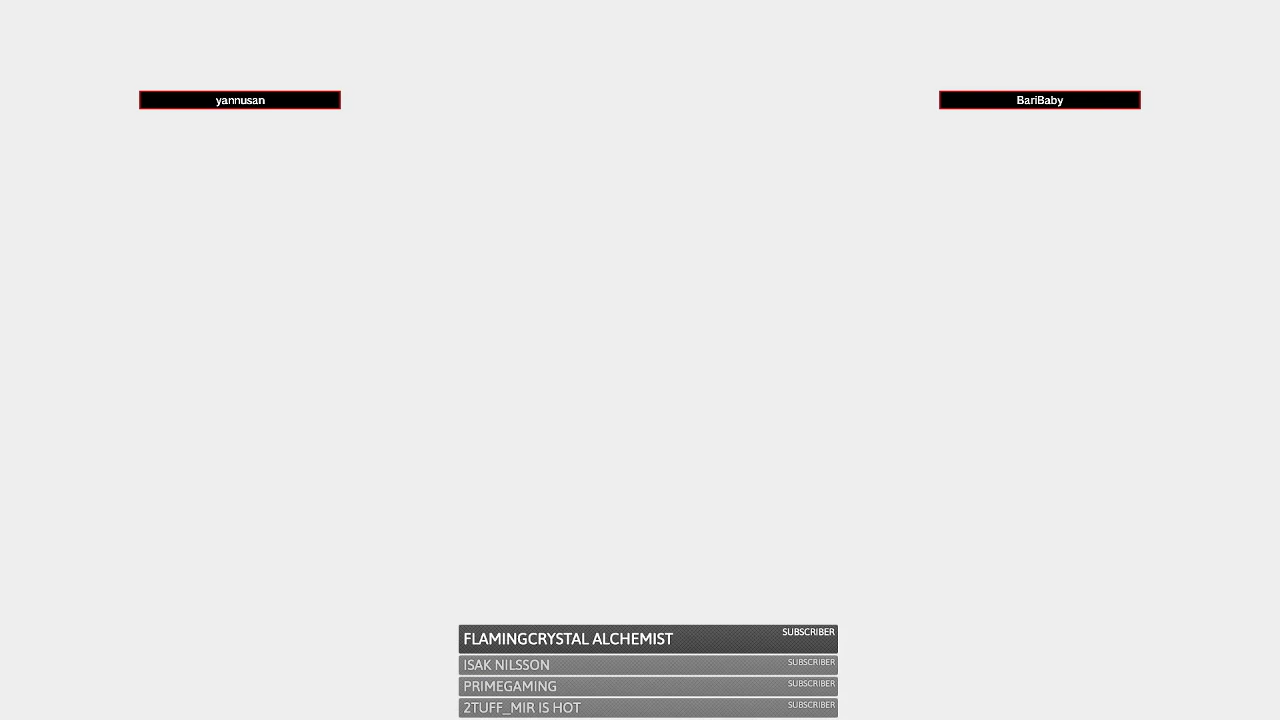 yannusan
BariBaby
FLAMINGCRYSTAL ALCHEMIST SUBSCRIBER
ISAK NILSSON SUBSCRIBER
PRIMEGAMING SUBSCRIBER
2TUFF_MIR IS HOT SUBSCRIBER